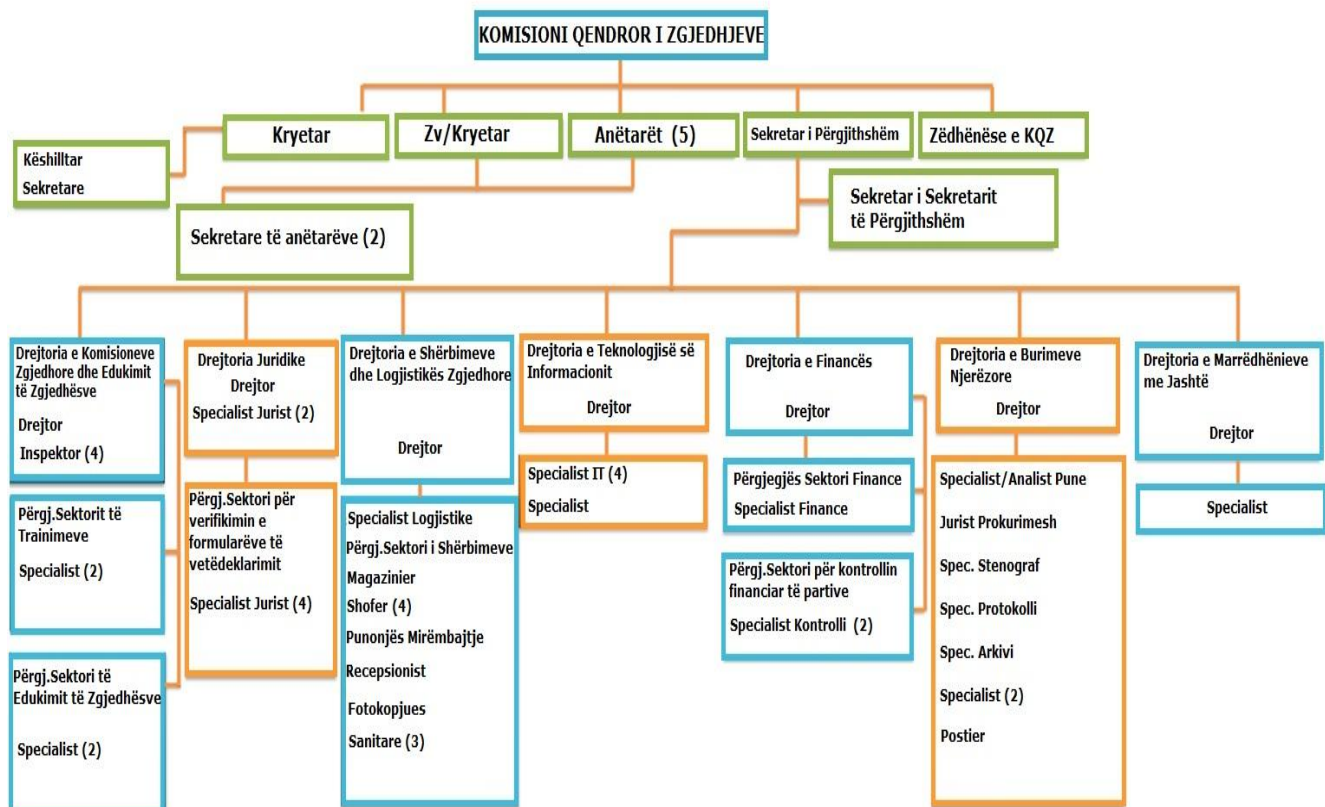 KOMISIONI QENDROR I ZGJEDHJEVE
Kryetar
Zv/Kryetar
Anëtarët (5)
Sekretar i Përgjithshëm
Zëdhënëse e KQZ
Këshilltar
Sekretare
Sekretare të anëtarëve (2)
Sekretar i Sekretarit
të Përgjithshëm
Drejtoria e Komisioneve
Zgjedhore dhe Edukimit
të Zgjedhësve
Drejtor
Inspektor (4)
Përgj.Sektorit të
Trainimeve
Specialist (2)
Përgj.Sektori të
Edukimit të Zgjedhësve
Specialist (2)
Drejtoria Juridike
Drejtor
Specialist Jurist (2)
Përgj.Sektori për
verifikimin e
formularëve të
vetëdeklarimit
Specialist Jurist (4)
Drejtoria e Shërbimeve
dhe Logjistikës Zgjedhore
Drejtor
Specialist Logjistike
Përgj.Sektori i Shërbimeve
Magazinier
Shofer (4)
Punonjës Mirëmbajtje
Recepsionist
Fotokopjues
Sanitare (3)
Drejtoria e Teknologjisë së
Informacionit
Drejtor
Specialist IT (4)
Specialist
Drejtoria e Financës
Drejtor
Përgjegjës Sektori Finance
Specialist Finance
Përgj.Sektori për kontrollin
financiar të partive
Specialist Kontrolli (2)
Drejtoria e Burimeve
Njerëzore
Drejtor
Specialist/Analist Pune
Jurist Prokurimesh
Spec. Stenograf
Spec. Protokolli
Spec. Arkivi
Specialist (2)
Postier
Drejtoria e Marrëdhënieve
me Jashtë
Drejtor
Specialist